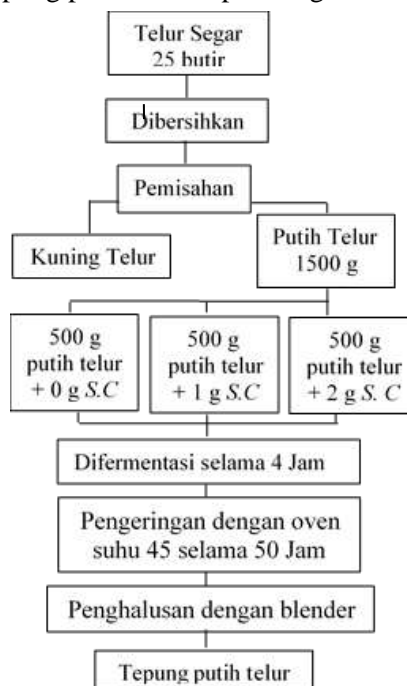 Telur Segar
25 butir
Dibersihkan
Pemisahan
Kuning Telur
Putih Telur
1500 g
500 g
putih telur
+ 0 g S.C
500 g
putih telur
+ 1 g S.C
500 g
putih telur
+ 2 g S. C
Difermentasi selama 4 Jam
Pengeringan dengan oven
suhu 45 selama 50 Jam
Penghalusan dengan blender
Tepung putih telur